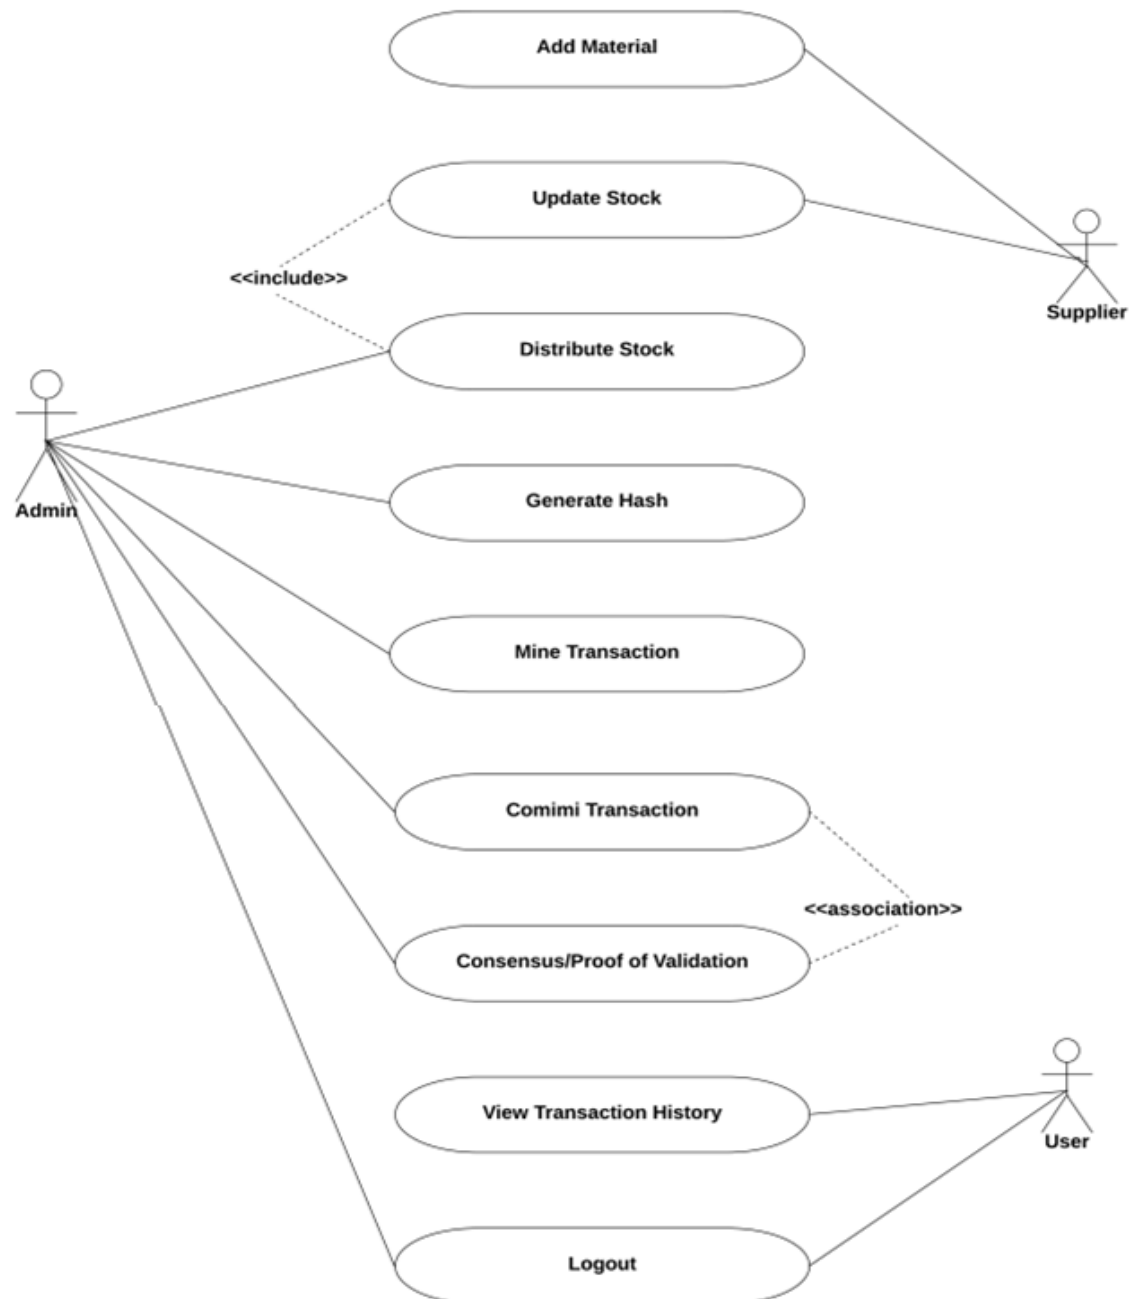 Add Material
Update Stock
<<include>>
Supplier
Distribute Stock
Admin
Generate Hash
Mine Transaction
Comimi Transaction
<<association>>
Consensus/Proof of Validation
View Transaction History
User
Logout